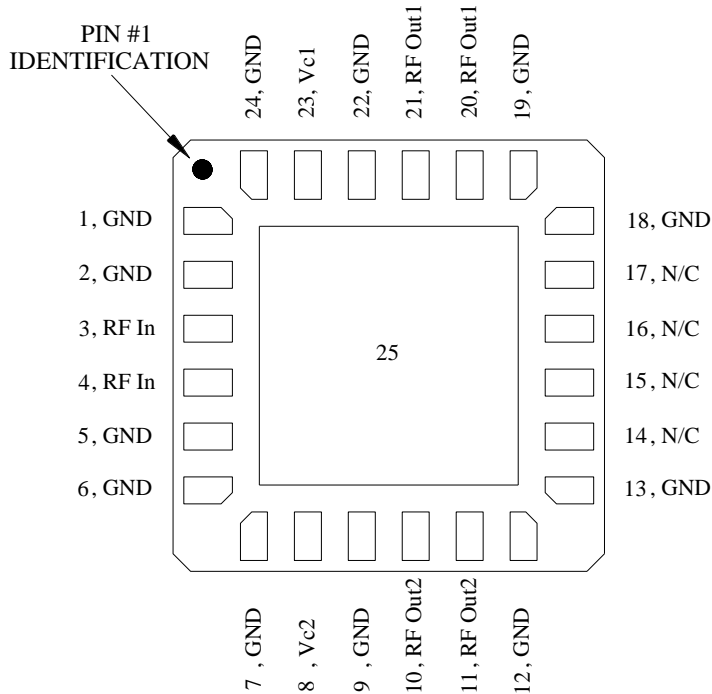 PIN #1
IDENTIFICATION
24, GND
23, Vc1
22, GND
21, RF Out1
20, RF Out1
19, GND
1, GND
2, GND
3, RF In
4, RF In
5, GND
6, GND
25
18, GND
17, N/C
16, N/C
15, N/C
14, N/C
13, GND
7 , GND
8 , Vc2
9 , GND
10, RF Out2
11, RF Out2
12, GND